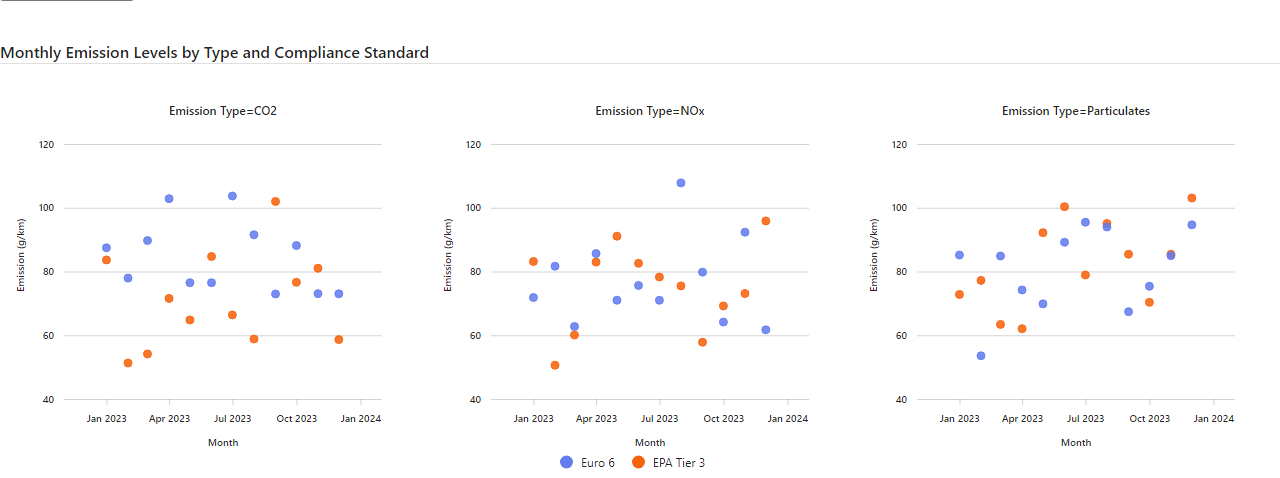 Monthly Emission Levels by Type and Compliance Standard
Emission Type=CO2
Emission Type=NOx
Emission Type=Particulates
120
100
80
60
40
Emission (g/km)
Jan 2023 Apr 2023 Jul 2023 Oct 2023 Jan 2024
Month
120
100
80
60
40
Emission (g/km)
Jan 2023 Apr 2023 Jul 2023 Oct 2023 Jan 2024
Month
120
100
80
60
40
Emission (g/km)
Jan 2023 Apr 2023 Jul 2023 Oct 2023 Jan 2024
Month
Euro 6 EPA Tier 3